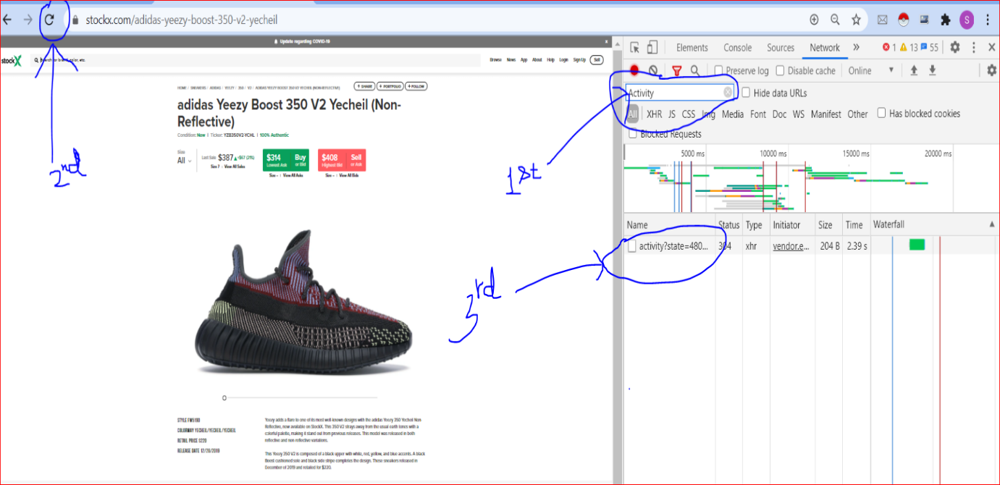 stockx.com/adidas-yeezy-boost-350-v2-yecheil
S
Update regarding COVID-19
x
stockX
Search for brand, color, etc.
Browse News App About Help Login Sign Up Sell
Elements Console Sources Network » 1 13 55
Preserve log Disable cache Online
Activity Hide data URLs
All XHR JS CSS Img Media Font Doc WS Manifest Other Has blocked cookies
Blocked Requests
HOME / SNEAKERS / ADIDAS / YEEZY / 350 / V2 / ADIDAS YEEZY BOOST 350 V2 YECHEIL (NON-REFLECTIVE)
SHARE + PORTFOLIO + FOLLOW
adidas Yeezy Boost 350 V2 Yecheil (Non-
Reflective)
Condition: New | Ticker: YZB350V2-YCHL | 100% Authentic
Size
All
Last Sale $387 ▲+$67 (21%)
Size 7 | View All Sales
$314 Buy
Lowest Ask or Bid
Size -- | View All Asks
$408 Sell
Highest Bid or Ask
Size -- | View All Bids
5000 ms 10000 ms 15000 ms 20000 ms
Name Status Type Initiator Size Time Waterfall
activity?state=480... 304 xhr vendor.e... 204 B 2.39 s
2nd
1st
3rd
STYLE FW5190
COLORWAY YECHEIL/YECHEIL/YECHEIL
RETAIL PRICE $220
RELEASE DATE 12/20/2019
Yeezy adds a flare to one of its most well-known designs with the adidas Yeezy 350 Yecheil Non-
Reflective, now available on StockX. This 350 V2 strays away from the usual earth tones with a
colorful palette, making it stand out from previous releases. This model was released in both
reflective and non-reflective variations.
This Yeezy 350 V2 is composed of a black upper with white, red, yellow, and blue accents. A black
Boost cushioned sole and black side stripe completes the design. These sneakers released in
December of 2019 and retailed for $220.